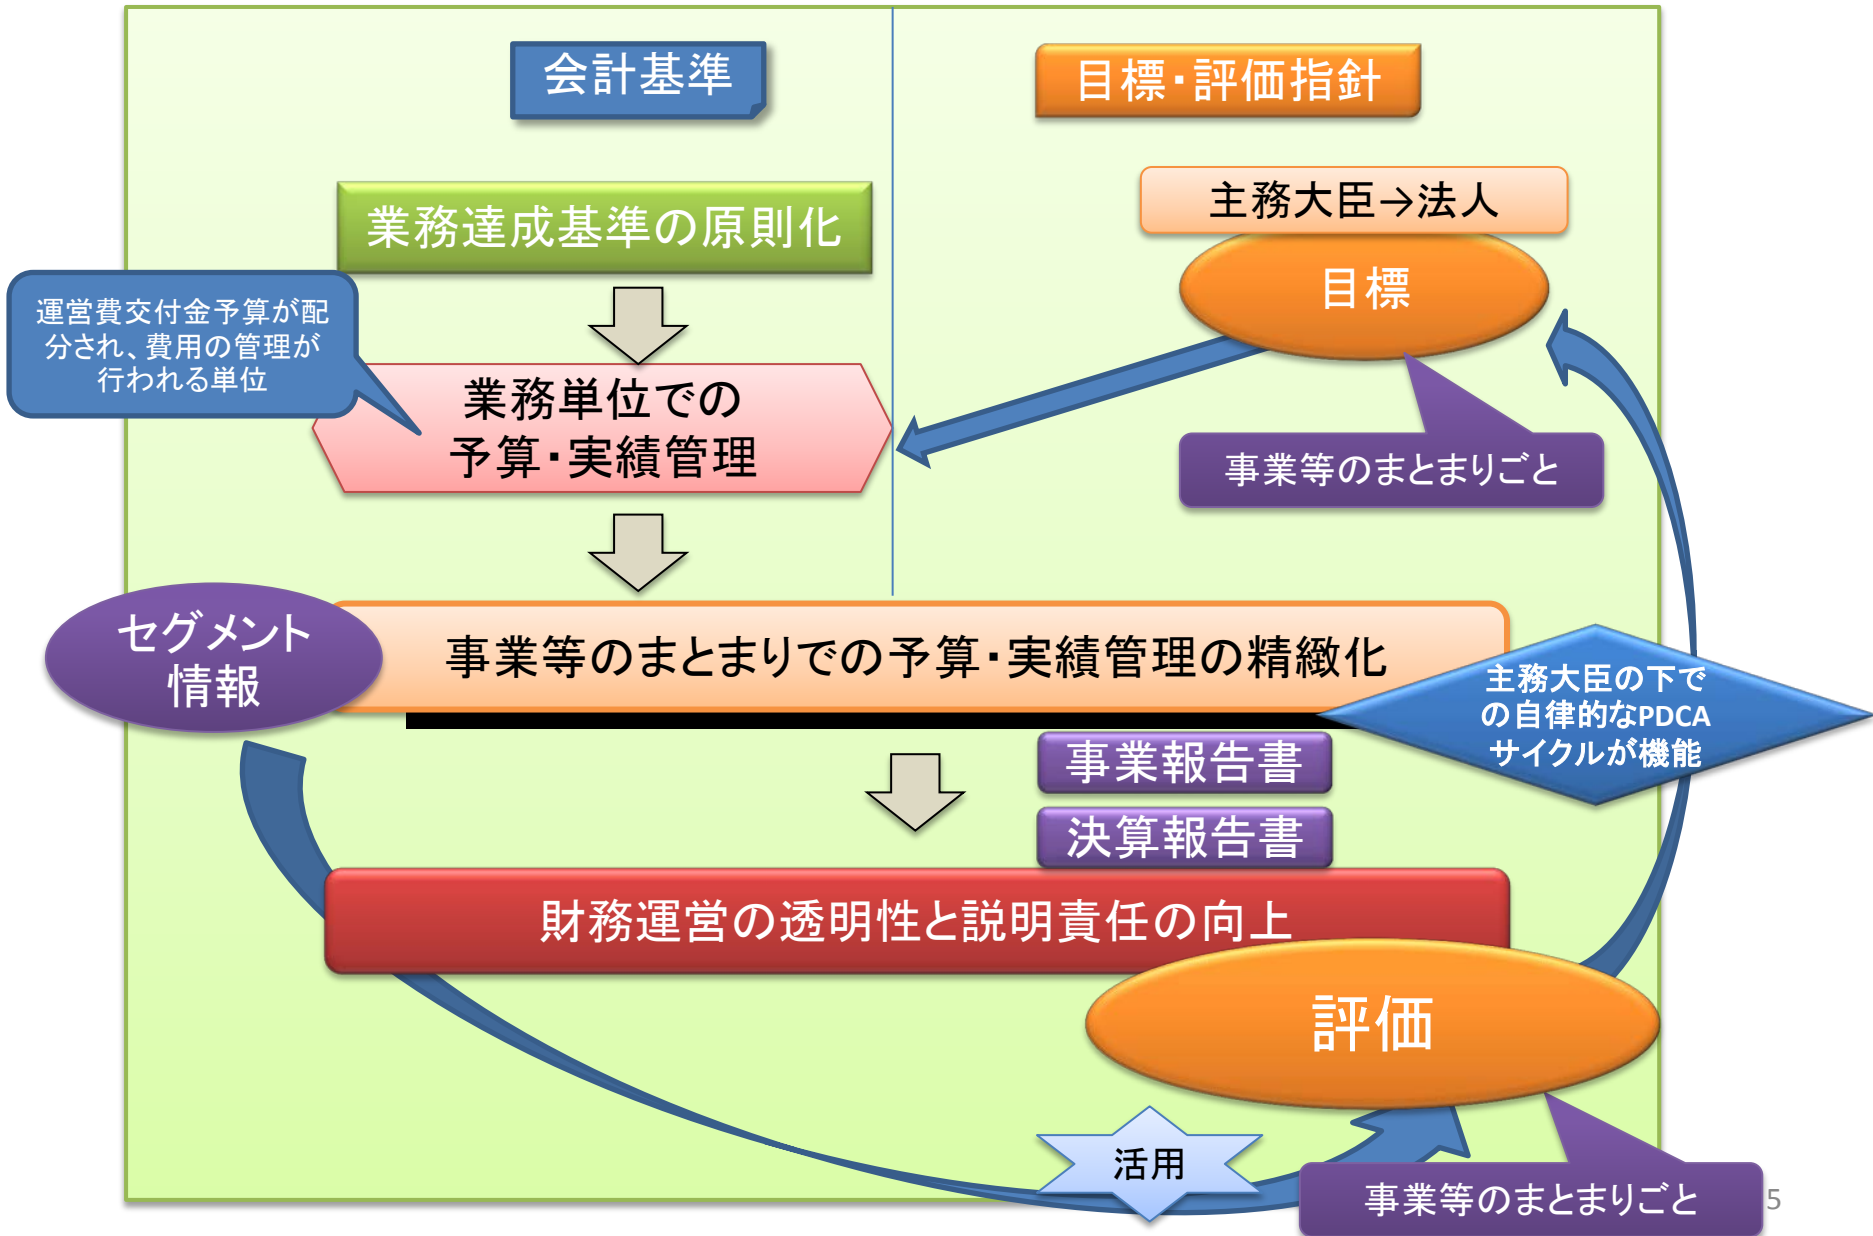 会計基準
目標・評価指針
主務大臣→法人
業務達成基準の原則化
目標
運営費交付金予算が配
分され、費用の管理が
行われる単位
業務単位での
予算・実績管理
事業等のまとまりごと
セグメント
情報
事業等のまとまりでの予算・実績管理の精緻化
主務大臣の下で
の自律的なPDCA
サイクルが機能
事業報告書
決算報告書
財務運営の透明性と説明責任の向上
評価
活用
事業等のまとまりごと
5